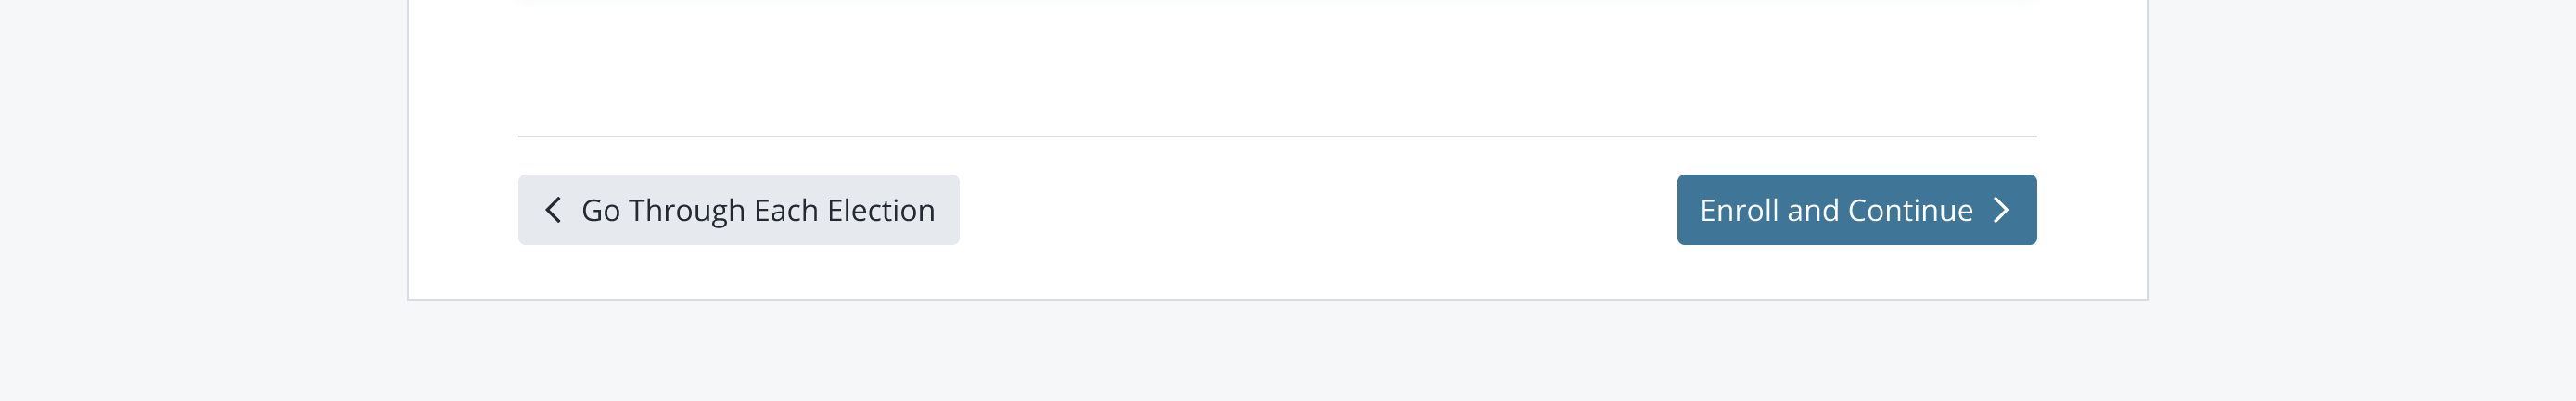 Go Through Each Election
Enroll and Continue